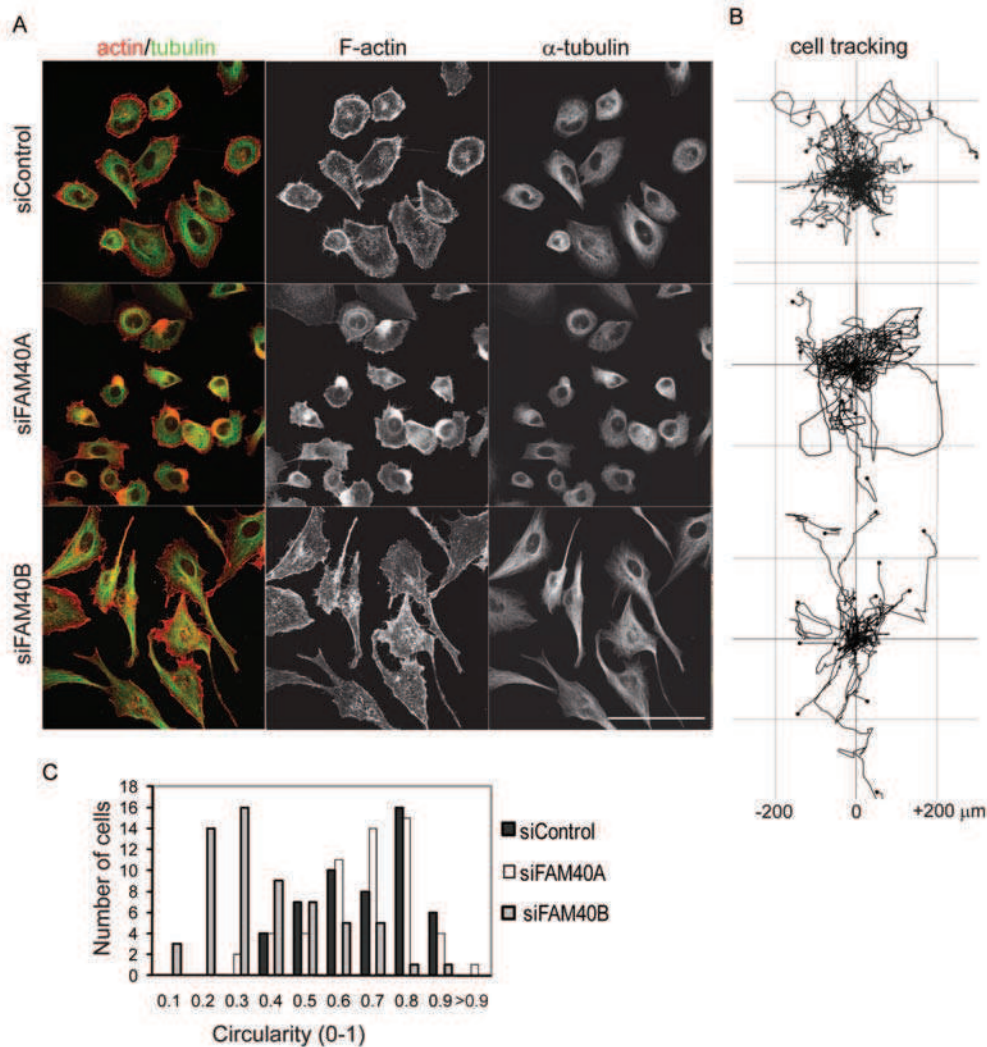 A
actin/tubulin
F-actin
α-tubulin
siControl
siFAM40A
siFAM40B
B
cell tracking
-200
0
+200 μm
C
Number of cells
18
16
14
12
10
8
6
4
2
0
0.1 0.2 0.3 0.4 0.5 0.6 0.7 0.8 0.9 >0.9
Circularity (0-1)
siControl
siFAM40A
siFAM40B